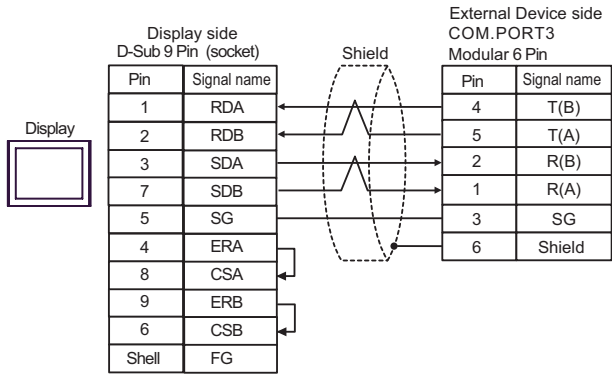 External Device side
Display side COM.PORT3
D-Sub 9 Pin (socket) Shield Modular 6 Pin
Pin Signal name Pin Signal name
1 RDA 4 T(B)
Display
2 RDB 5 T(A)
3 SDA 2 R(B)
7 SDB 1 R(A)
5 SG 3 SG
4 ERA 6 Shield
8 CSA
9 ERB
6 CSB
Shell FG